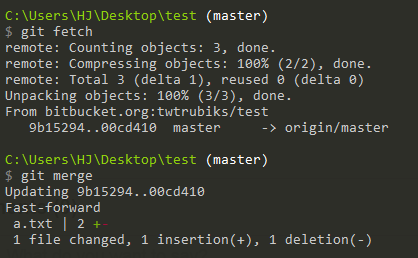 C:\Users\HJ\Desktop\test (master)
$ git fetch
remote: Counting objects: 3, done.
remote: Compressing objects: 100% (2/2), done.
remote: Total 3 (delta 1), reused 0 (delta 0)
Unpacking objects: 100% (3/3), done.
From bitbucket.org:twtrubiks/test
   9b15294..00cd410  master     -> origin/master
C:\Users\HJ\Desktop\test (master)
$ git merge
Updating 9b15294..00cd410
Fast-forward
 a.txt | 2 +-
 1 file changed, 1 insertion(+), 1 deletion(-)